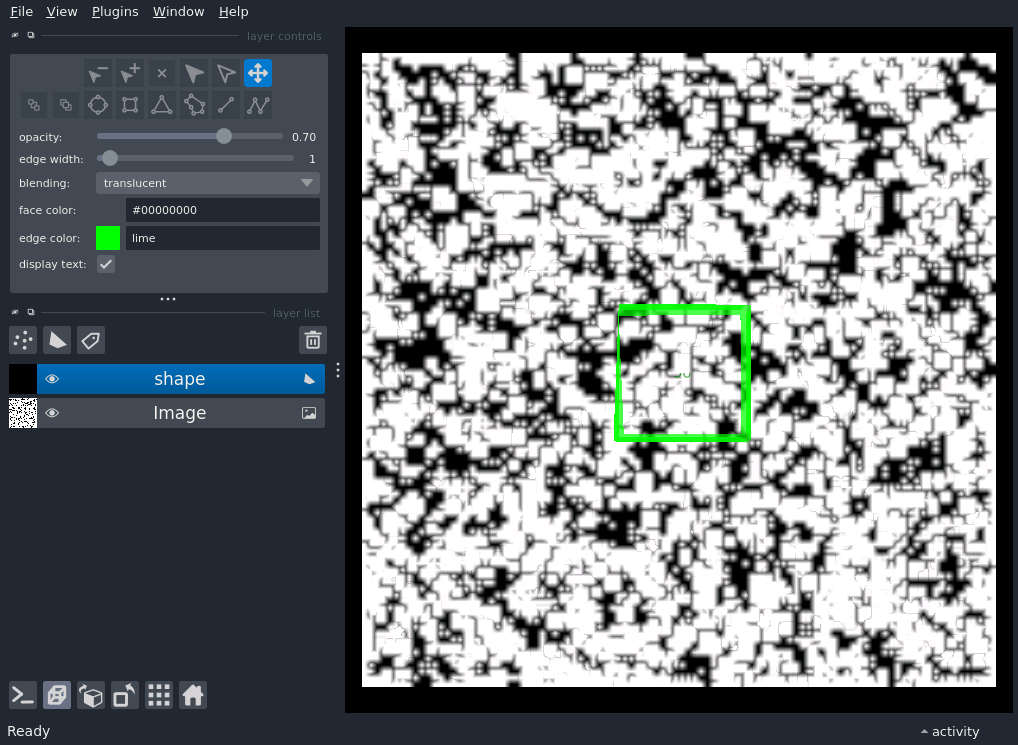 File View Plugins Window Help
layer controls
opacity: 0.70
edge width: 1
blending: translucent
face color: #00000000
edge color: lime
display text:
layer list
shape
Image
Ready
activity